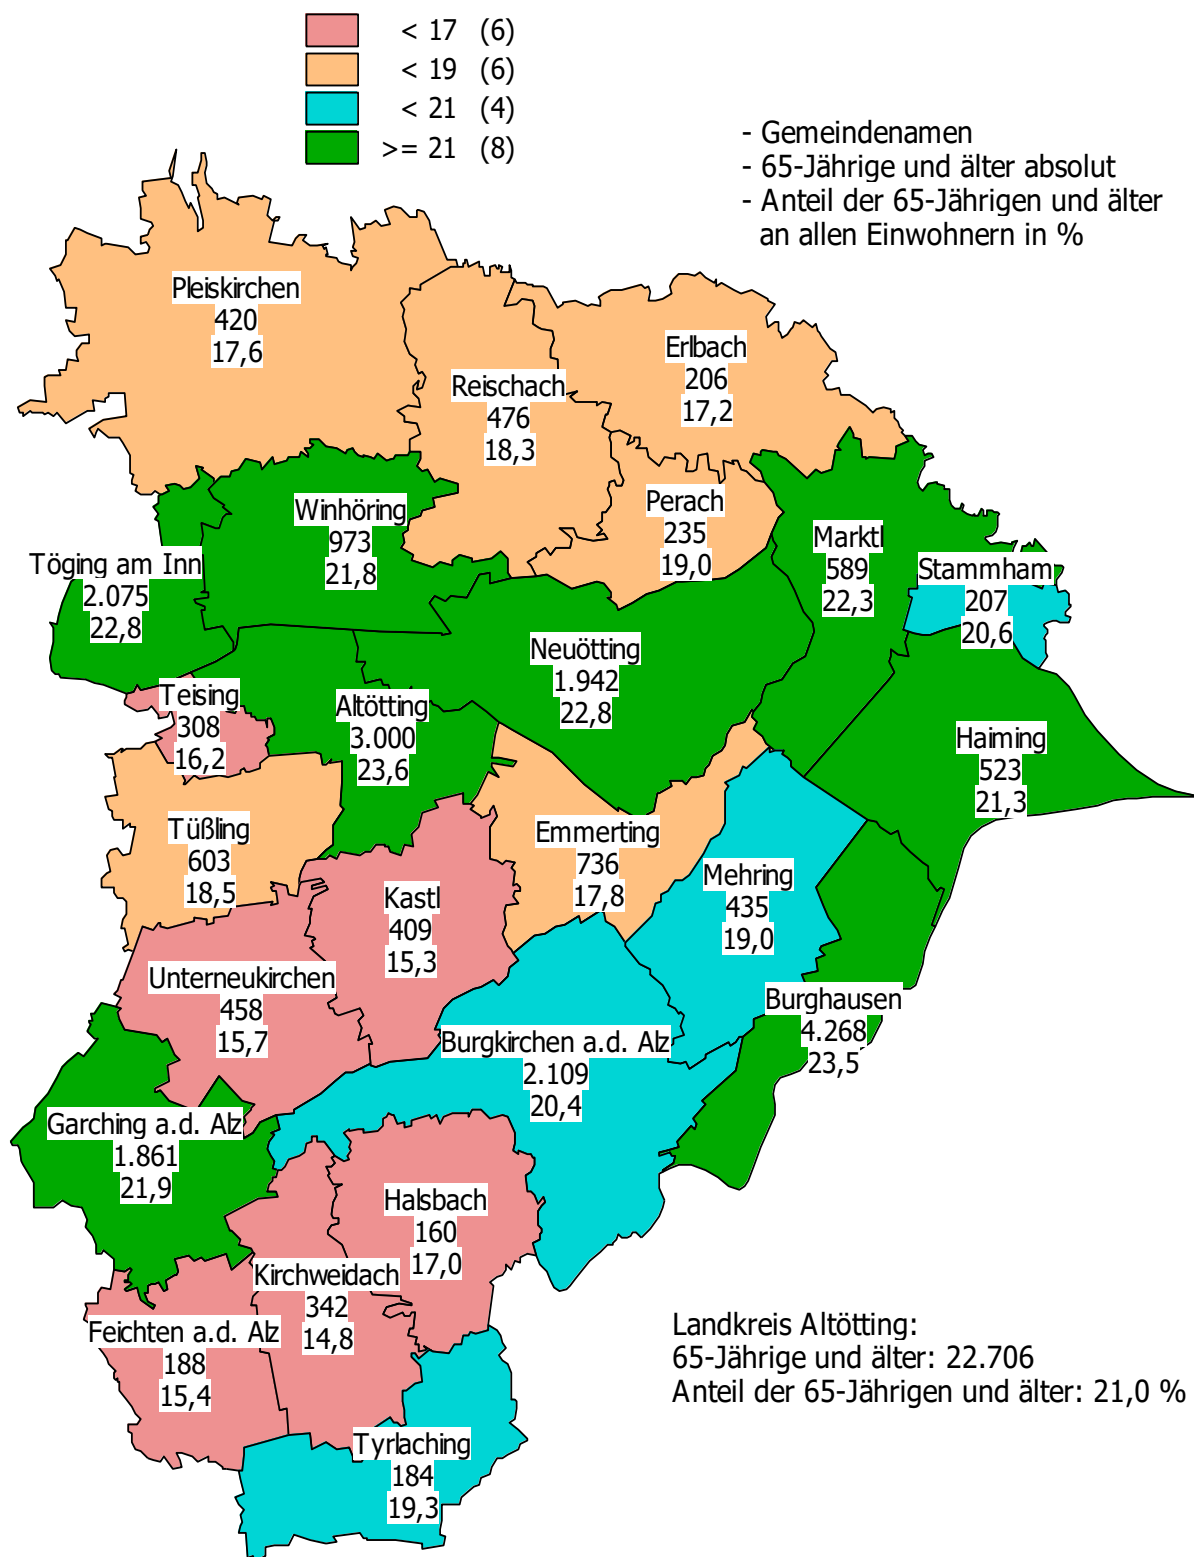 < 17 (6)
< 19 (6)
< 21 (4)
>= 21 (8)
- Gemeindenamen
- 65-Jährige und älter absolut
- Anteil der 65-Jährigen und älter
an allen Einwohnern in %
Pleiskirchen
420
17,6
Erlbach
206
17,2
Reischach
476
18,3
Winhöring
973
21,8
Perach
235
19,0
Marktl
589
22,3
Töging am Inn
2.075
22,8
Stammham
207
20,6
Neuötting
1.942
22,8
Teising
308
16,2
Altötting
3.000
23,6
Haiming
523
21,3
Tüßling
603
18,5
Emmerting
736
17,8
Mehring
435
19,0
Kastl
409
15,3
Unterneukirchen
458
15,7
Burghausen
4.268
23,5
Burgkirchen a.d. Alz
2.109
20,4
Garching a.d. Alz
1.861
21,9
Halsbach
160
17,0
Kirchweidach
342
14,8
Feichten a.d. Alz
188
15,4
Landkreis Altötting:
65-Jährige und älter: 22.706
Anteil der 65-Jährigen und älter: 21,0 %
Tyrlaching
184
19,3